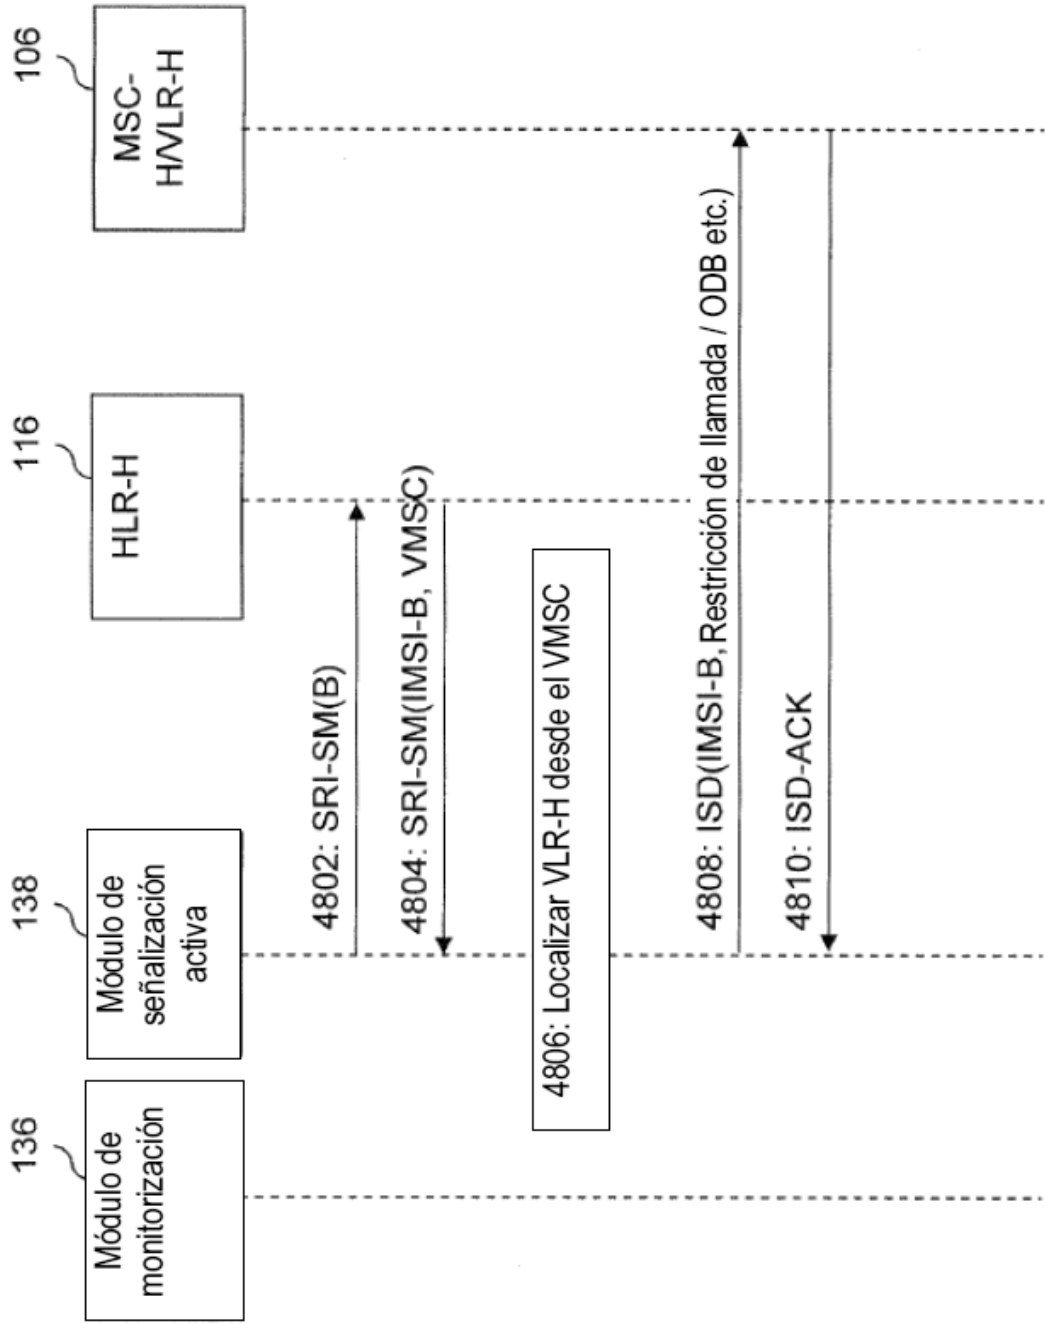 136
Módulo de
monitorización
138
Módulo de
señalización
activa
116
HLR-H
106
MSC-
H/VLR-H
4802: SRI-SM(B)
4804: SRI-SM(IMSI-B, VMSC)
4806: Localizar VLR-H desde el VMSC
4808: ISD(IMSI-B, Restricción de llamada / ODB etc.)
4810: ISD-ACK